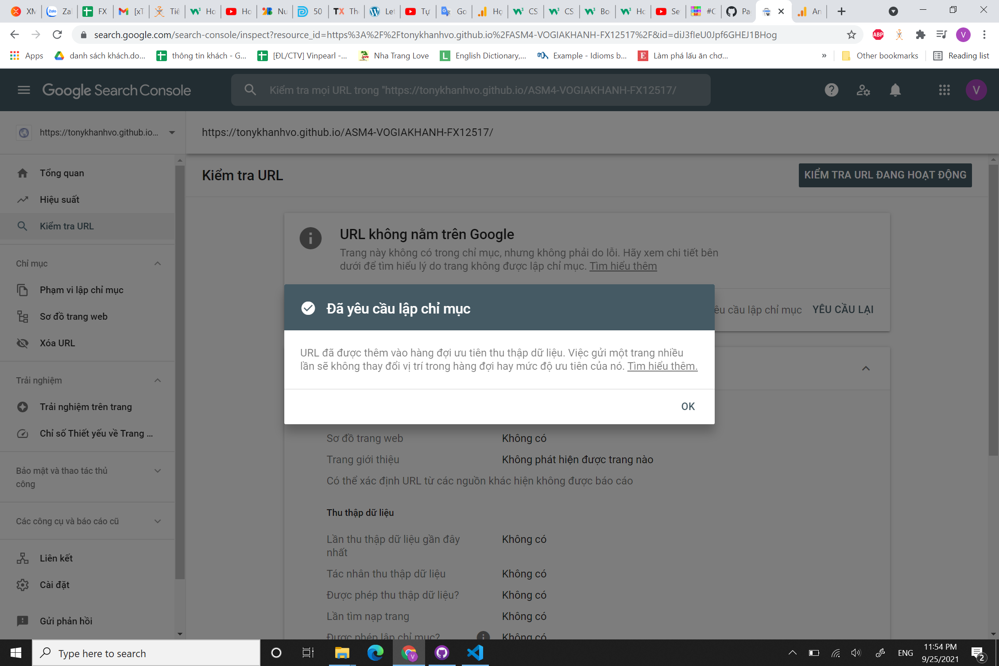 XM
Zal
FX
[xT
Tiế
Ho
Ho
Nu
50
TX The
Let
Tự
Go
Họ
CS
CS
Bo
Ho
Se
#C
Pa
An
search.google.com/search-console/inspect?resource_id=https%3A%2F%2Ftonykhanhvo.github.io%2FASM4-VOGIAKHANH-FX12517%2F&id=diJ3fIeU0Jpf6GHEJ1BHog
ABP
V
Apps
danh sách khách.do...
thông tin khách - G...
[ĐL/CTV] Vinpearl -...
Nha Trang Love
English Dictionary,...
Example - Idioms b...
Làm phá lấu ăn chơ...
»
Other bookmarks
Reading list
Google Search Console
Kiểm tra mọi URL trong "https://tonykhanhvo.github.io/ASM4-VOGIAKHANH-FX12517/
V
https://tonykhanhvo.github.io...
https://tonykhanhvo.github.io/ASM4-VOGIAKHANH-FX12517/
Tổng quan
Hiệu suất
Kiểm tra URL
Chỉ mục
Phạm vi lập chỉ mục
Sơ đồ trang web
Xóa URL
Trải nghiệm
Trải nghiệm trên trang
Chỉ số Thiết yếu về Trang ...
Bảo mật và thao tác thủ
công
Các công cụ và báo cáo cũ
Liên kết
Cài đặt
Gửi phản hồi
Kiểm tra URL
KIỂM TRA URL ĐANG HOẠT ĐỘNG
URL không nằm trên Google
Trang này không có trong chỉ mục, nhưng không phải do lỗi. Hãy xem chi tiết bên
dưới để tìm hiểu lý do trang không được lập chỉ mục. Tìm hiểu thêm
êu cầu lập chỉ mục
YÊU CẦU LẠI
Đã yêu cầu lập chỉ mục
URL đã được thêm vào hàng đợi ưu tiên thu thập dữ liệu. Việc gửi một trang nhiều
lần sẽ không thay đổi vị trí trong hàng đợi hay mức độ ưu tiên của nó. Tìm hiểu thêm.
OK
Sơ đồ trang web
Không có
Trang giới thiệu
Không phát hiện được trang nào
Có thể xác định URL từ các nguồn khác hiện không được báo cáo
Thu thập dữ liệu
Lần thu thập dữ liệu gần đây
nhất
Không có
Tác nhân thu thập dữ liệu
Không có
Được phép thu thập dữ liệu?
Không có
Lần tìm nạp trang
Không có
Được phép lập chỉ mục?
Không có
Type here to search
ENG
11:54 PM
9/25/2021
2